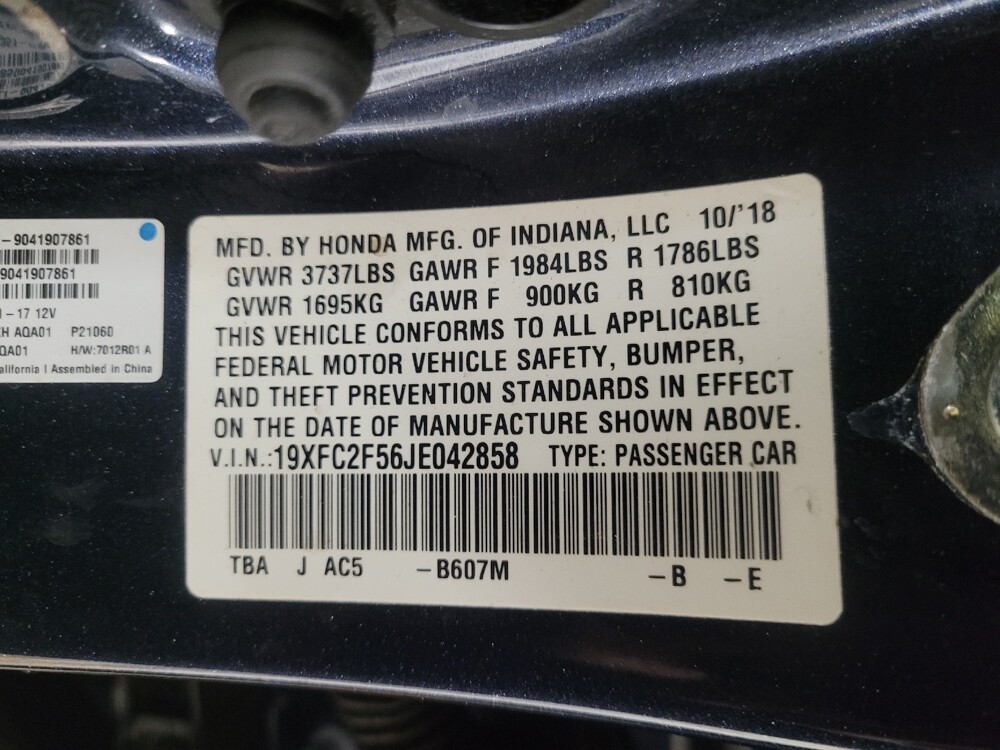 -9041907861
9041907861
-17 12V
AQA01 P21060
QA01 H/W:7012R01 A
alifornia | Assembled in China
MFD. BY HONDA MFG. OF INDIANA, LLC 10/'18
GVWR 3737LBS GAWR F 1984LBS R 1786LBS
GVWR 1695KG GAWR F 900KG R 810KG
THIS VEHICLE CONFORMS TO ALL APPLICABLE
FEDERAL MOTOR VEHICLE SAFETY, BUMPER,
AND THEFT PREVENTION STANDARDS IN EFFECT
ON THE DATE OF MANUFACTURE SHOWN ABOVE.
V.I.N.:19XFC2F56JE042858 TYPE: PASSENGER CAR
TBA J AC5 -B607M -B -E